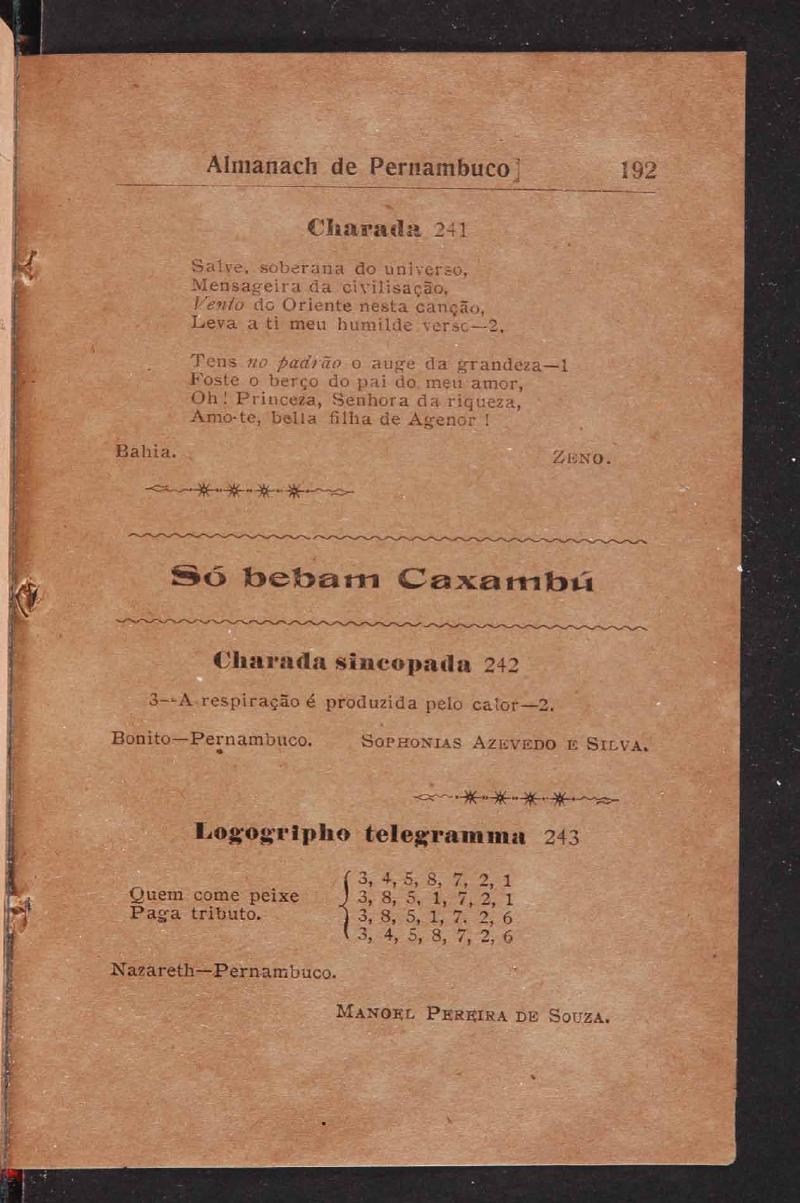 Almanach de Pernambuco] 192
Charada 241
Salve, soberana do universo,
Mensageira da civilisação,
Vento do Oriente nesta canção,
Leva a ti meu humilde verso—2.
Tens no padrão o auge da grandeza—1
Foste o berço do pai do meu amor,
Oh! Princeza, Senhora da riqueza,
Amo-te, bella filha de Agenor !
Bahia. ZENO.
Só bebam Caxambú
Charada sincopada 242
3--A respiração é produzida pelo calor—2.
Bonito—Pernambuco. SOPHONIAS AZEVEDO E SILVA.
Logogripho telegramma 243
3, 4, 5, 8, 7, 2, 1
Quem come peixe 3, 8, 5, 1, 7, 2, 1
Paga tributo. 3, 8, 5, 1, 7. 2, 6
3, 4, 5, 8, 7, 2, 6
Nazareth—Pernambuco.
MANOEL PEREIRA DE SOUZA.